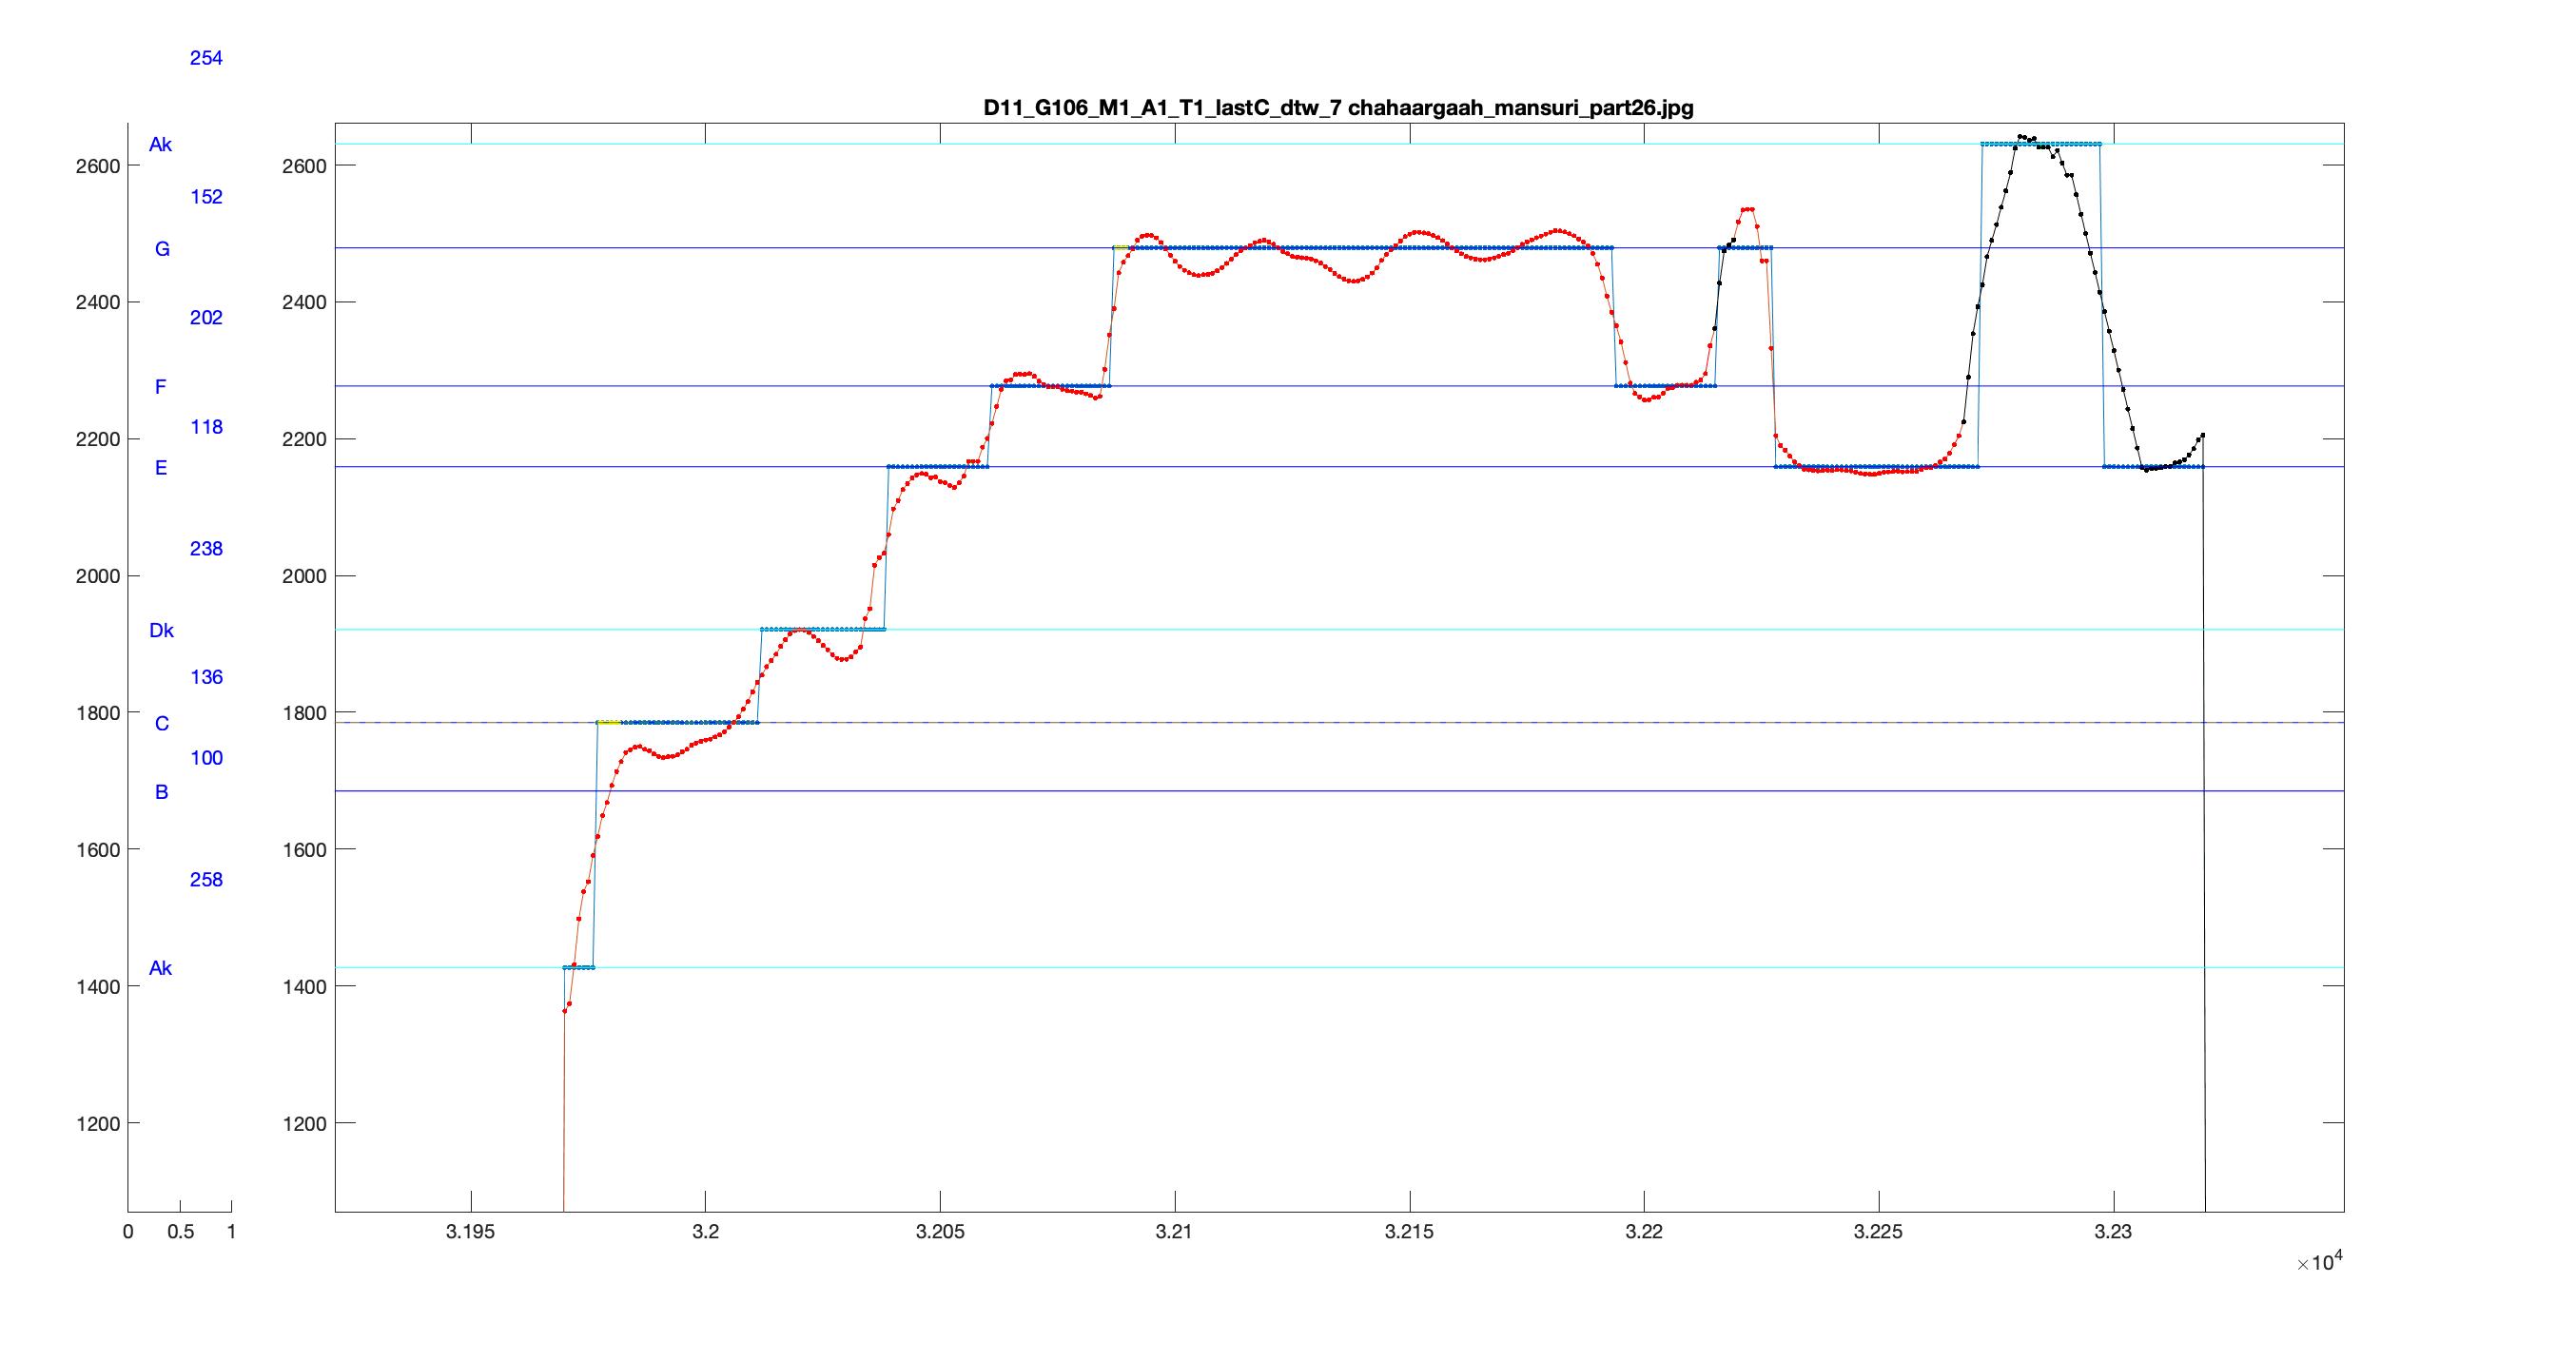 254
D11_G106_M1_A1_T1_lastC_dtw_7 chahaargaah_mansuri_part26.jpg
Ak
2600 2600
152
G
2400 2400
202
F
118
2200 2200
E
238
2000 2000
Dk
136
1800 1800
C
100
B
1600 1600
258
Ak
1400 1400
1200 1200
0 0.5 1 3.195 3.2 3.205 3.21 3.215 3.22 3.225 3.23
×10^4